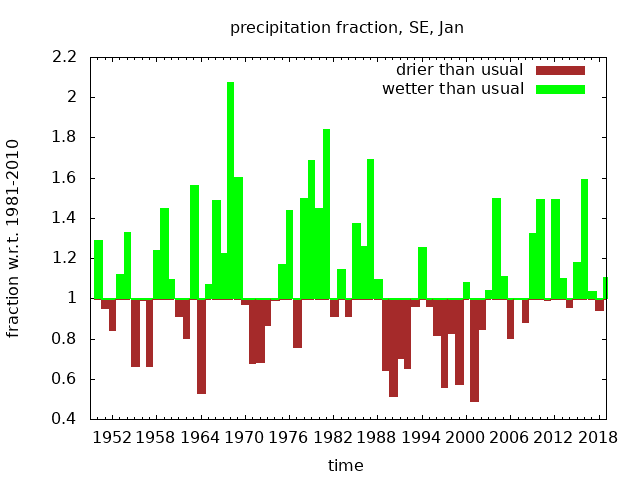 precipitation fraction, SE, Jan
fraction w.r.t. 1981-2010
2.2
2
1.8
1.6
1.4
1.2
1
0.8
0.6
0.4
drier than usual
wetter than usual
1952 1958 1964 1970 1976 1982 1988 1994 2000 2006 2012 2018
time